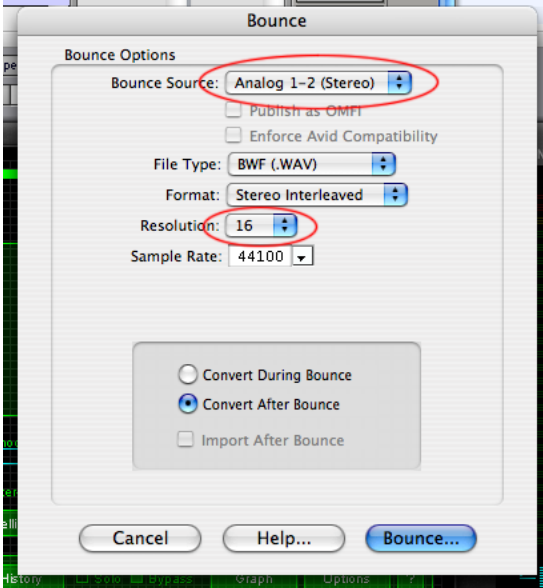 Bounce
Bounce Options
Bounce Source: Analog 1-2 (Stereo)
Publish as OMFI
Enforce Avid Compatibility
File Type: BWF (.WAV)
Format: Stereo Interleaved
Resolution: 16
Sample Rate: 44100
Convert During Bounce
Convert After Bounce
Import After Bounce
Cancel Help... Bounce...
History Solo Bypass Graph Options ?